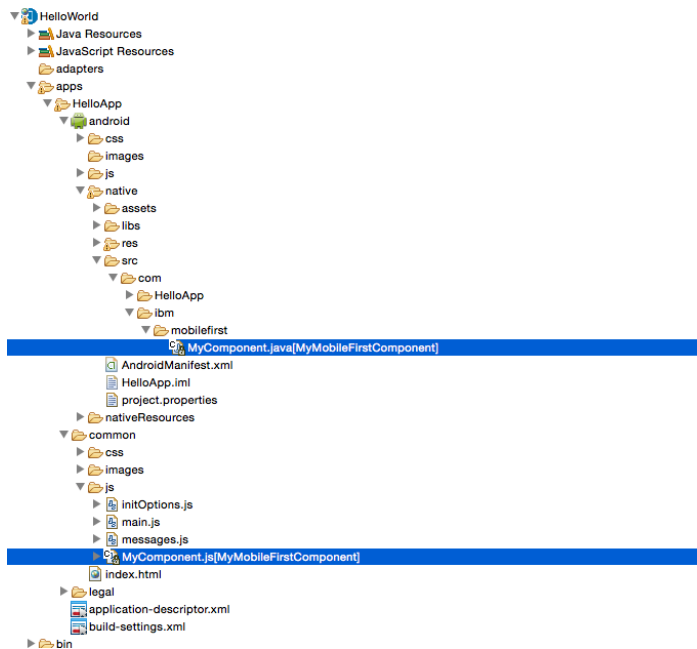 HelloWorld
Java Resources
JavaScript Resources
adapters
apps
HelloApp
android
css
images
js
native
assets
libs
res
src
com
HelloApp
ibm
mobilefirst
MyComponent.java[MyMobileFirstComponent]
AndroidManifest.xml
HelloApp.iml
project.properties
nativeResources
common
css
images
js
initOptions.js
main.js
messages.js
MyComponent.js[MyMobileFirstComponent]
index.html
legal
application-descriptor.xml
build-settings.xml
bin